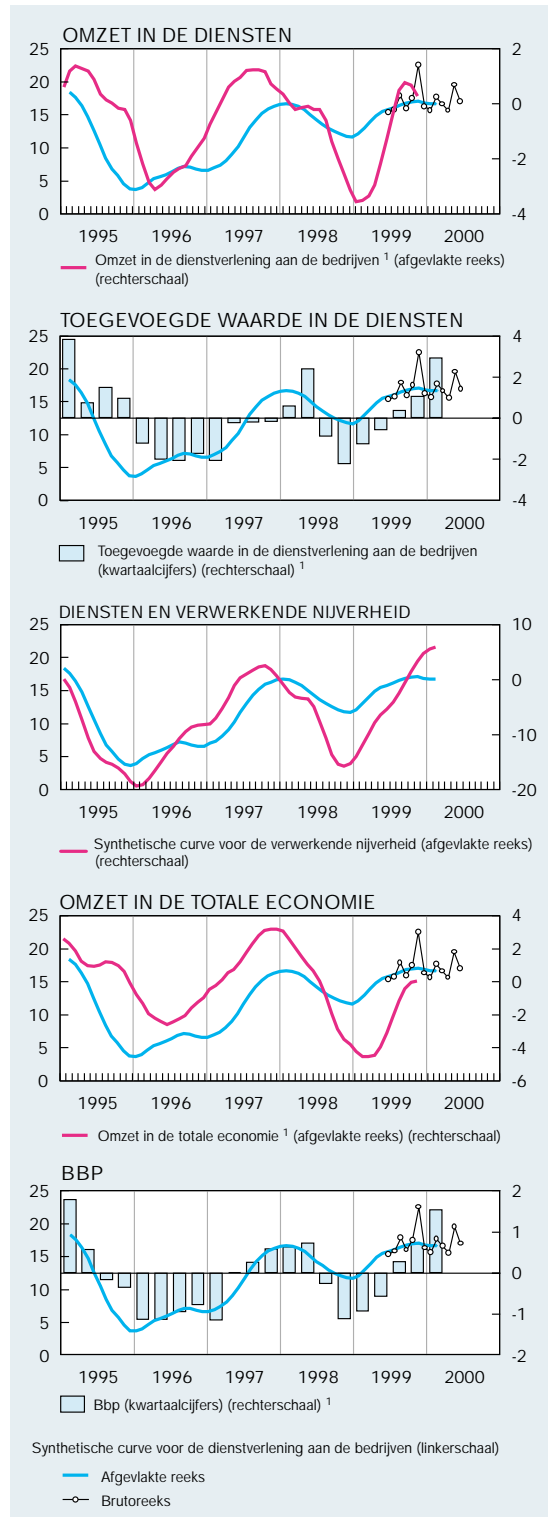 OMZET IN DE DIENSTEN
25 2
20 0
15
10 -2
5
0 -4
1995 1996 1997 1998 1999 2000
Omzet in de dienstverlening aan de bedrijven 1 (afgevlakte reeks)
(rechterschaal)
TOEGEVOEGDE WAARDE IN DE DIENSTEN
25 4
20 2
15 0
10 -2
5
0 -4
1995 1996 1997 1998 1999 2000
Toegevoegde waarde in de dienstverlening aan de bedrijven
(kwartaalcijfers) (rechterschaal) 1
DIENSTEN EN VERWERKENDE NIJVERHEID
25 10
20 0
15
10 -10
5
0 -20
1995 1996 1997 1998 1999 2000
Synthetische curve voor de verwerkende nijverheid (afgevlakte reeks)
(rechterschaal)
OMZET IN DE TOTALE ECONOMIE
25 4
20 2
15 0
10 -2
5 -4
0 -6
1995 1996 1997 1998 1999 2000
Omzet in de totale economie 1 (afgevlakte reeks) (rechterschaal)
BBP
25 2
20 1
15 0
10 -1
5
0 -2
1995 1996 1997 1998 1999 2000
Bbp (kwartaalcijfers) (rechterschaal) 1
Synthetische curve voor de dienstverlening aan de bedrijven (linkerschaal)
Afgevlakte reeks
Brutoreeks